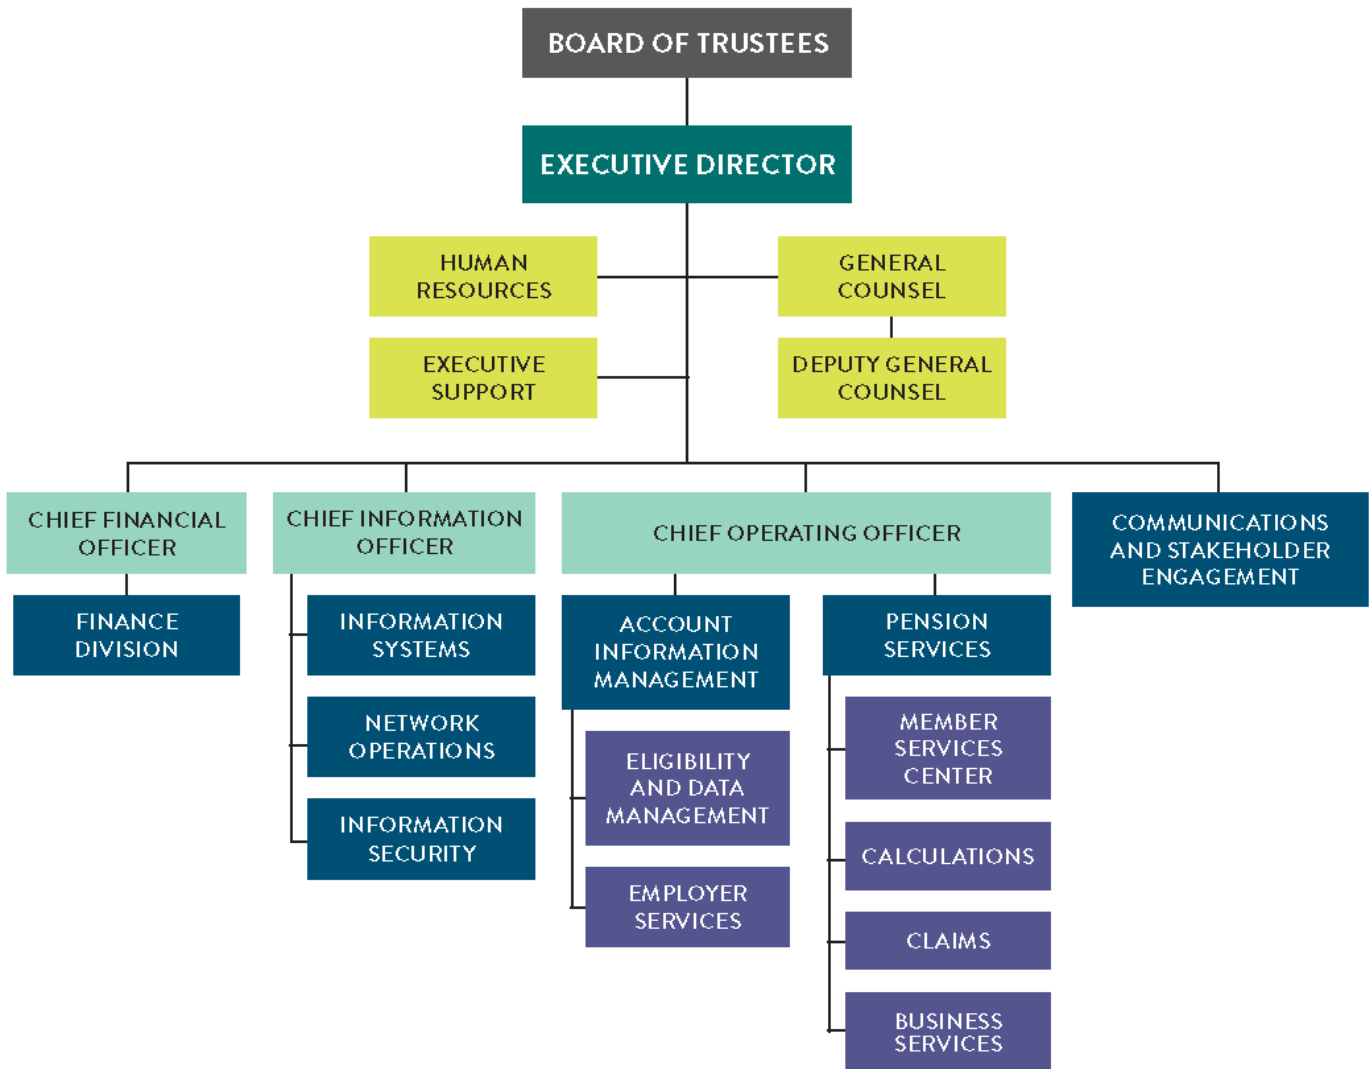 BOARD OF TRUSTEES
EXECUTIVE DIRECTOR
HUMAN
RESOURCES
GENERAL
COUNSEL
EXECUTIVE
SUPPORT
DEPUTY GENERAL
COUNSEL
CHIEF FINANCIAL
OFFICER
CHIEF INFORMATION
OFFICER
CHIEF OPERATING OFFICER
COMMUNICATIONS
AND STAKEHOLDER
ENGAGEMENT
FINANCE
DIVISION
INFORMATION
SYSTEMS
NETWORK
OPERATIONS
INFORMATION
SECURITY
ACCOUNT
INFORMATION
MANAGEMENT
ELIGIBILITY
AND DATA
MANAGEMENT
EMPLOYER
SERVICES
PENSION
SERVICES
MEMBER
SERVICES
CENTER
CALCULATIONS
CLAIMS
BUSINESS
SERVICES